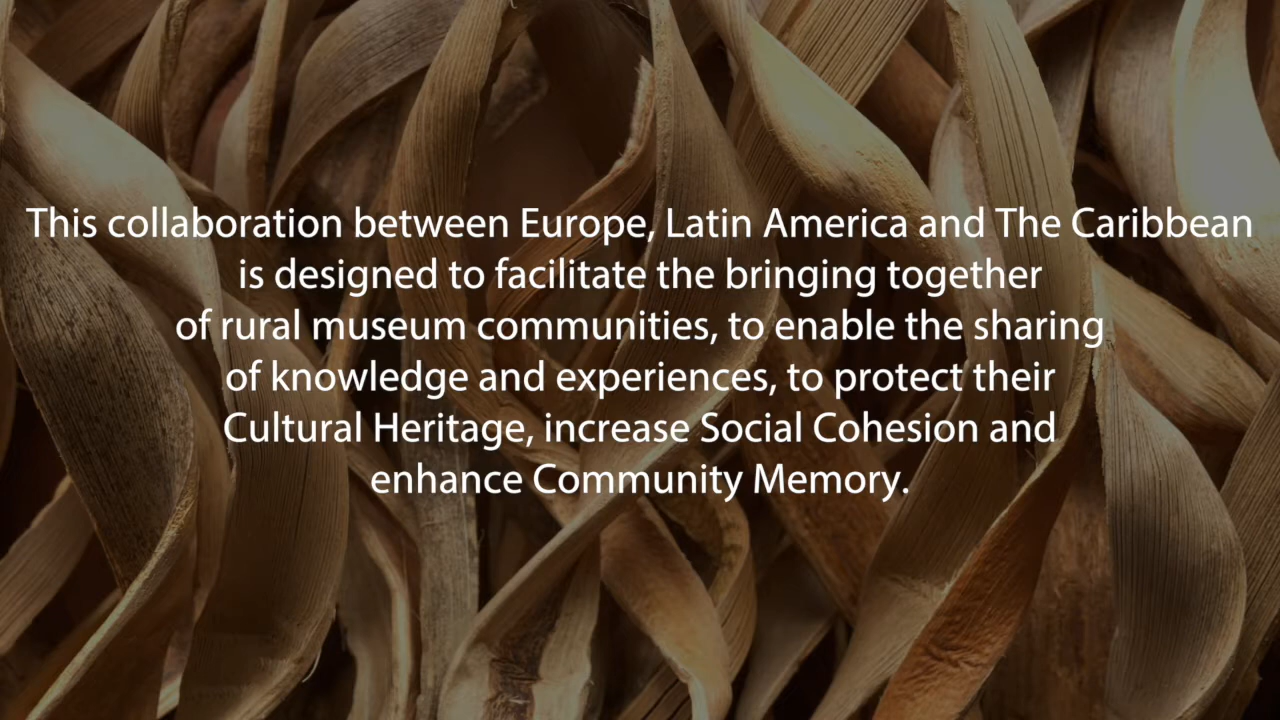 This collaboration between Europe, Latin America and The Caribbean
is designed to facilitate the bringing together
of rural museum communities, to enable the sharing
of knowledge and experiences, to protect their
Cultural Heritage, increase Social Cohesion and
enhance Community Memory.